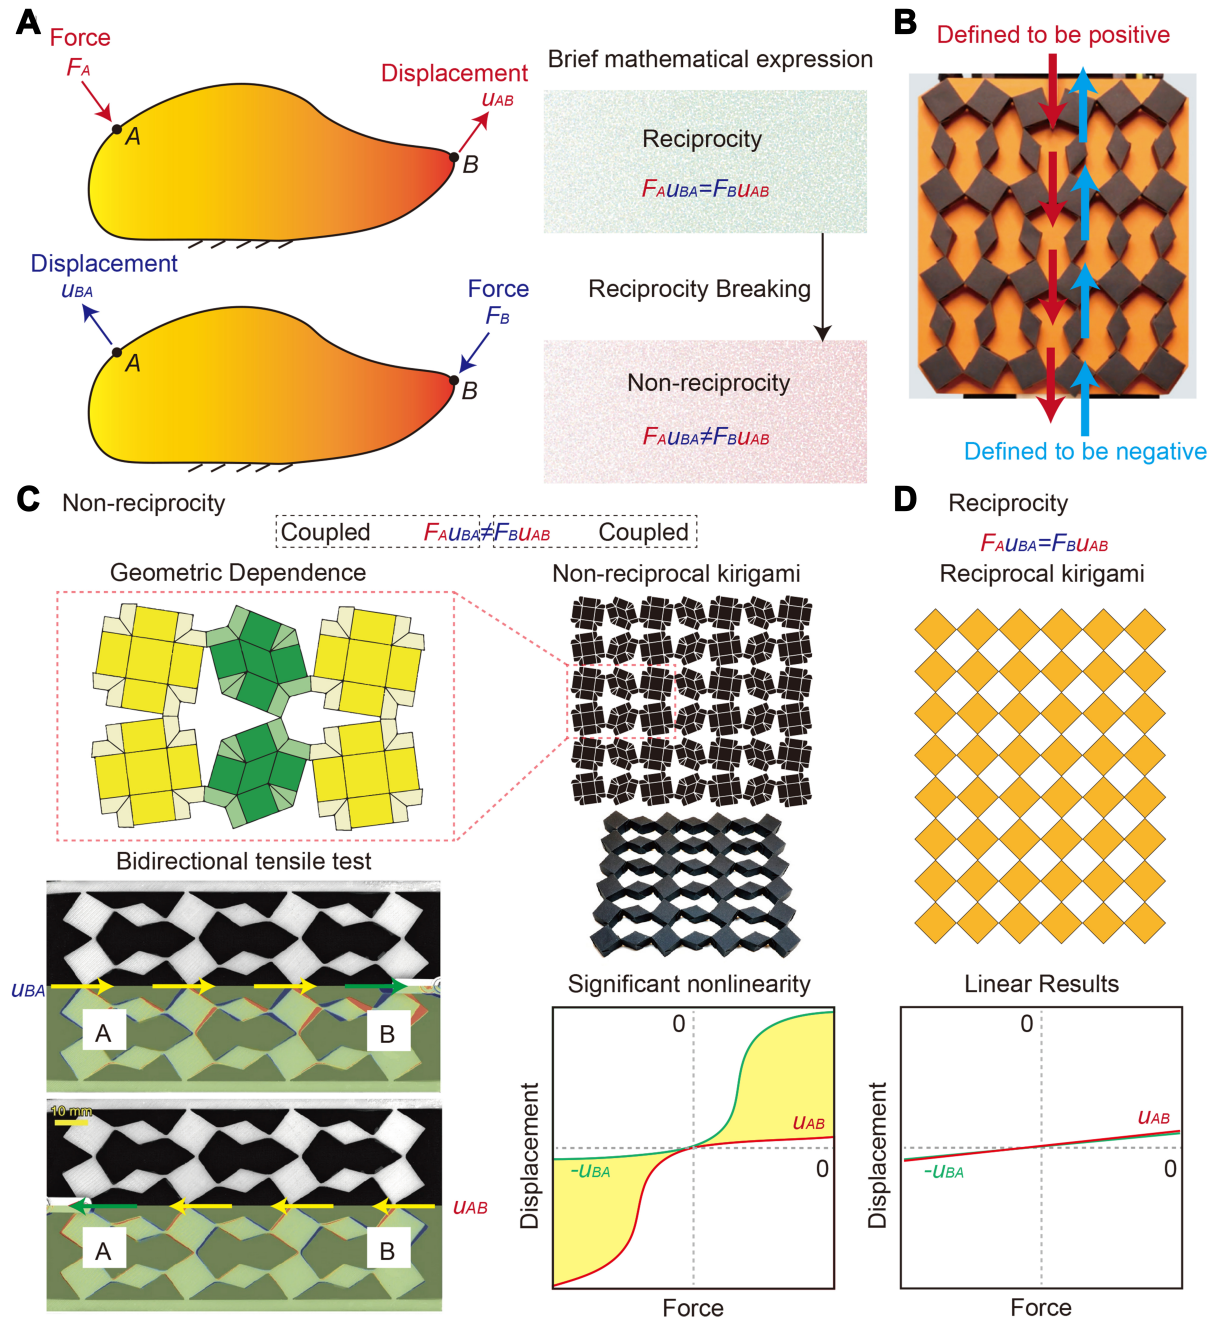 A
Force
FA
A
Displacement
uAB
B
Displacement
uBA
A
Force
FB
B
Brief mathematical expression
Reciprocity
FAuBA=FBuAB
Reciprocity Breaking
Non-reciprocity
FAuBA≠FBuAB
B
Defined to be positive
Defined to be negative
C
Non-reciprocity
Coupled FAuBA≠FBuAB Coupled
Geometric Dependence
Non-reciprocal kirigami
Bidirectional tensile test
uBA
A
B
10 mm
uAB
A
B
Significant nonlinearity
0
uAB
-uBA
0
Displacement
Force
D
Reciprocity
FAuBA=FBuAB
Reciprocal kirigami
Linear Results
0
uAB
-uBA
0
Displacement
Force